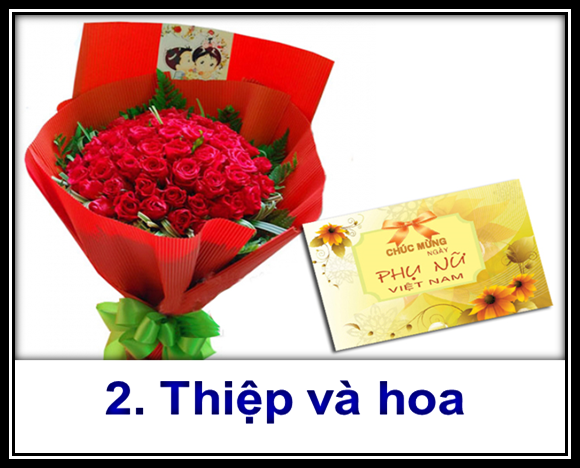 CHÚC MỪNG
NGÀY
PHỤ NỮ
VIỆT NAM
2. Thiệp và hoa